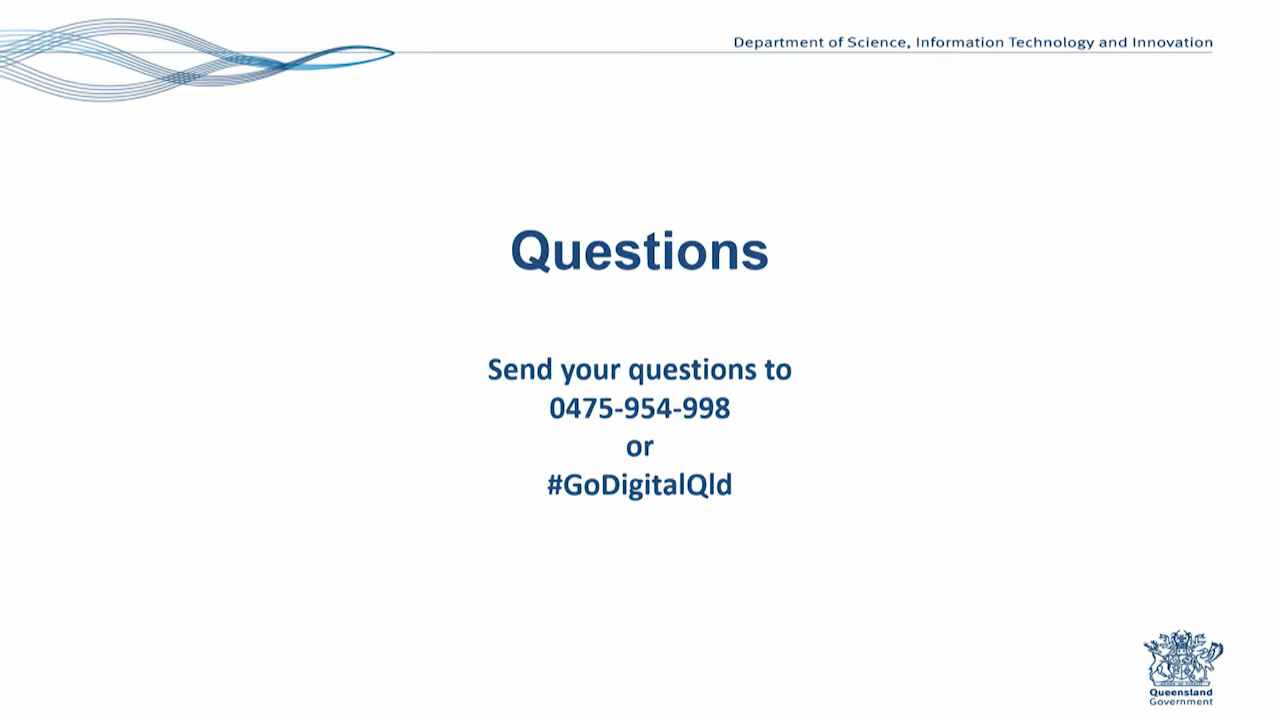 Department of Science, Information Technology and Innovation
Questions
Send your questions to
0475-954-998
or
#GoDigitalQld
Queensland
Government